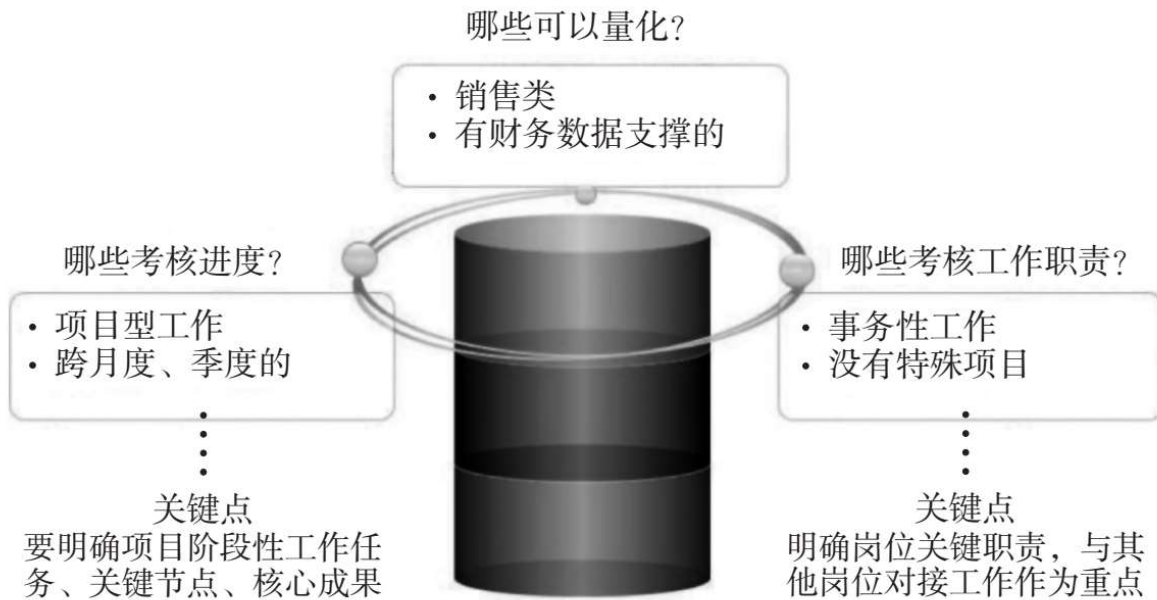 哪些可以量化？
• 销售类
• 有财务数据支撑的
哪些考核进度？
• 项目型工作
• 跨月度、季度的
关键点
要明确项目阶段性工作任
务、关键节点、核心成果
哪些考核工作职责？
• 事务性工作
• 没有特殊项目
关键点
明确岗位关键职责，与其
他岗位对接工作作为重点